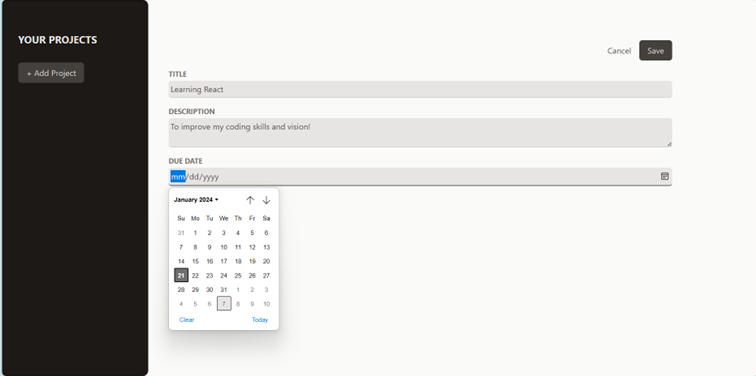 YOUR PROJECTS
+ Add Project
Cancel Save
TITLE
Learning React
DESCRIPTION
To improve my coding skills and vision!
DUE DATE
mm/dd/yyyy
January 2024
Su Mo Tu We Th Fr Sa
31 1 2 3 4 5 6
7 8 9 10 11 12 13
14 15 16 17 18 19 20
21 22 23 24 25 26 27
28 29 30 31 1 2 3
4 5 6 7 8 9 10
Clear Today